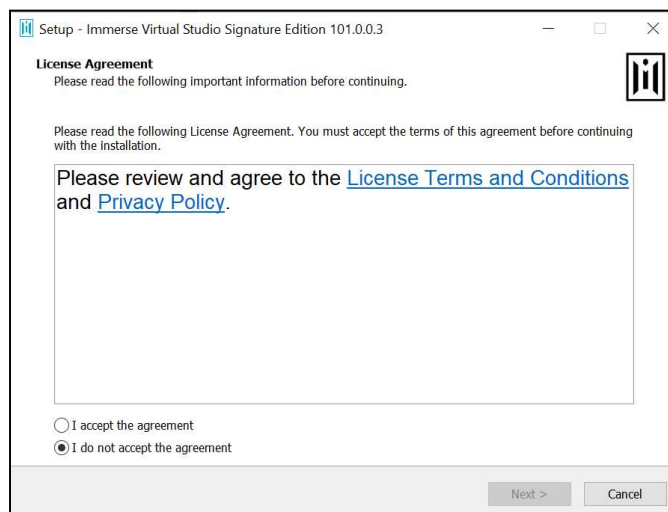 Setup - Immerse Virtual Studio Signature Edition 101.0.0.3
License Agreement
Please read the following important information before continuing.
Please read the following License Agreement. You must accept the terms of this agreement before continuing
with the installation.
Please review and agree to the License Terms and Conditions
and Privacy Policy.
I accept the agreement
I do not accept the agreement
Next >
Cancel